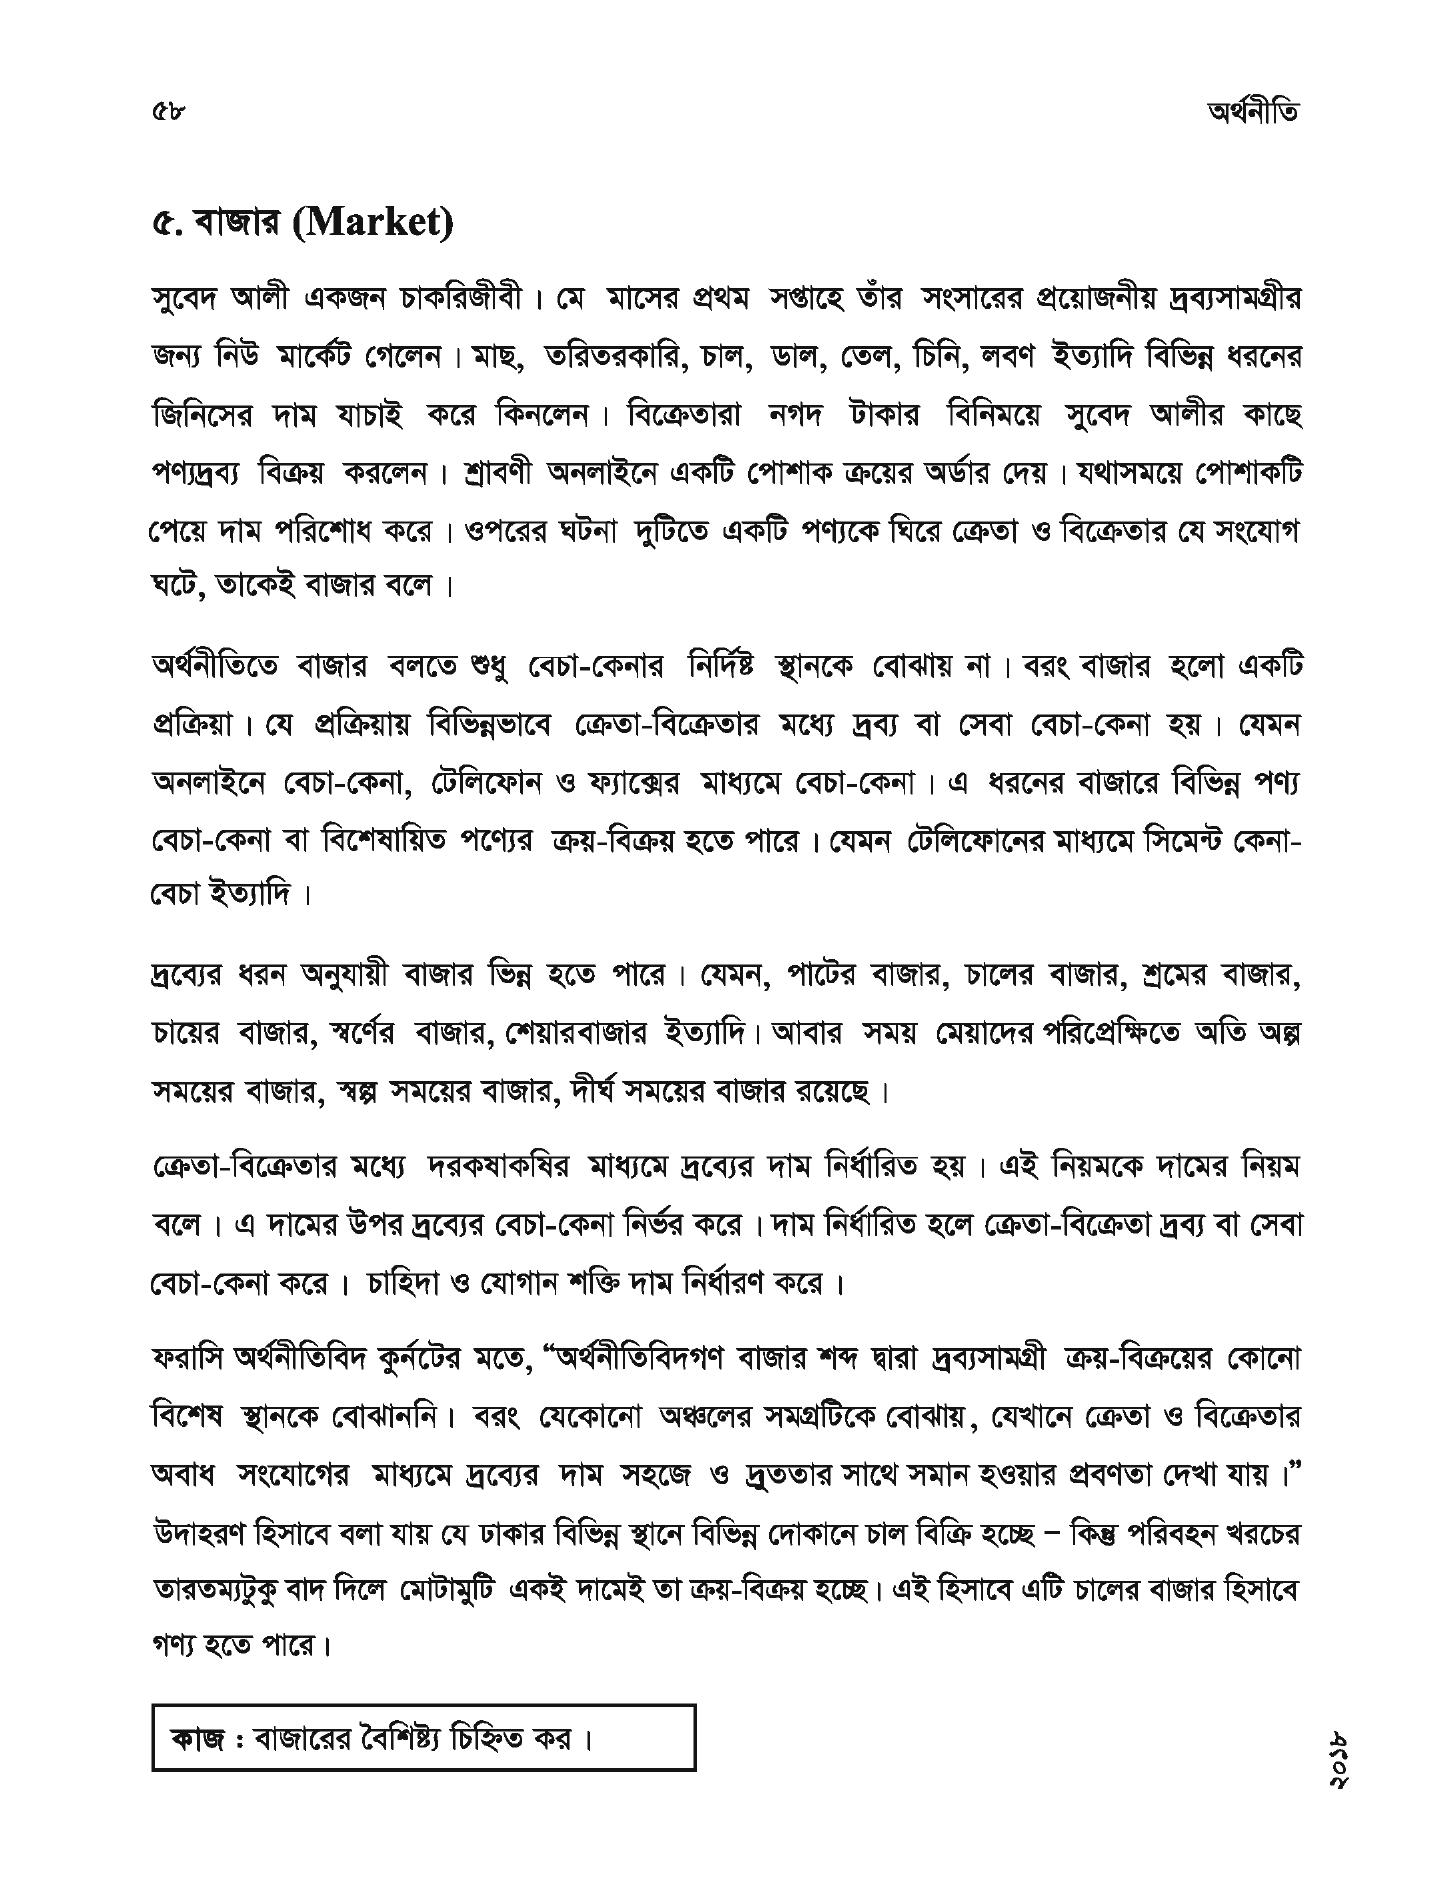 ৫৮
অর্থনীতি
৫. বাজার (Market)
সুবেদ আলী একজন চাকরিজীবী। মে মাসের প্রথম সপ্তাহে তাঁর সংসারের প্রয়োজনীয় দ্রব্যসামগ্রীর
জন্য নিউ মার্কেট গেলেন। মাছ, তরিতরকারি, চাল, ডাল, তেল, চিনি, লবণ ইত্যাদি বিভিন্ন ধরনের
জিনিসের দাম যাচাই করে কিনলেন। বিক্রেতারা নগদ টাকার বিনিময়ে সুবেদ আলীর কাছে
পণ্যদ্রব্য বিক্রয় করলেন। শ্রাবণী অনলাইনে একটি পোশাক ক্রয়ের অর্ডার দেয়। যথাসময়ে পোশাকটি
পেয়ে দাম পরিশোধ করে। ওপরের ঘটনা দুটিতে একটি পণ্যকে ঘিরে ক্রেতা ও বিক্রেতার যে সংযোগ
ঘটে, তাকেই বাজার বলে।
অর্থনীতিতে বাজার বলতে শুধু বেচা-কেনার নির্দিষ্ট স্থানকে বোঝায় না। বরং বাজার হলো একটি
প্রক্রিয়া। যে প্রক্রিয়ায় বিভিন্নভাবে ক্রেতা-বিক্রেতার মধ্যে দ্রব্য বা সেবা বেচা-কেনা হয়। যেমন
অনলাইনে বেচা-কেনা, টেলিফোন ও ফ্যাক্সের মাধ্যমে বেচা-কেনা। এ ধরনের বাজারে বিভিন্ন পণ্য
বেচা-কেনা বা বিশেষায়িত পণ্যের ক্রয়-বিক্রয় হতে পারে। যেমন টেলিফোনের মাধ্যমে সিমেন্ট কেনা-
বেচা ইত্যাদি।
দ্রব্যের ধরন অনুযায়ী বাজার ভিন্ন হতে পারে। যেমন, পাটের বাজার, চালের বাজার, শ্রমের বাজার,
চায়ের বাজার, স্বর্ণের বাজার, শেয়ারবাজার ইত্যাদি। আবার সময় মেয়াদের পরিপ্রেক্ষিতে অতি অল্প
সময়ের বাজার, স্বল্প সময়ের বাজার, দীর্ঘ সময়ের বাজার রয়েছে।
ক্রেতা-বিক্রেতার মধ্যে দরকষাকষির মাধ্যমে দ্রব্যের দাম নির্ধারিত হয়। এই নিয়মকে দামের নিয়ম
বলে। এ দামের উপর দ্রব্যের বেচা-কেনা নির্ভর করে। দাম নির্ধারিত হলে ক্রেতা-বিক্রেতা দ্রব্য বা সেবা
বেচা-কেনা করে। চাহিদা ও যোগান শক্তি দাম নির্ধারণ করে।
ফরাসি অর্থনীতিবিদ কুর্নটের মতে, “অর্থনীতিবিদগণ বাজার শব্দ দ্বারা দ্রব্যসামগ্রী ক্রয়-বিক্রয়ের কোনো
বিশেষ স্থানকে বোঝাননি। বরং যেকোনো অঞ্চলের সমগ্রটিকে বোঝায়, যেখানে ক্রেতা ও বিক্রেতার
অবাধ সংযোগের মাধ্যমে দ্রব্যের দাম সহজে ও দ্রুততার সাথে সমান হওয়ার প্রবণতা দেখা যায়।”
উদাহরণ হিসাবে বলা যায় যে ঢাকার বিভিন্ন স্থানে বিভিন্ন দোকানে চাল বিক্রি হচ্ছে – কিন্তু পরিবহন খরচের
তারতম্যটুকু বাদ দিলে মোটামুটি একই দামেই তা ক্রয়-বিক্রয় হচ্ছে। এই হিসাবে এটি চালের বাজার হিসাবে
গণ্য হতে পারে।
কাজ : বাজারের বৈশিষ্ট্য চিহ্নিত কর।
২০১৮